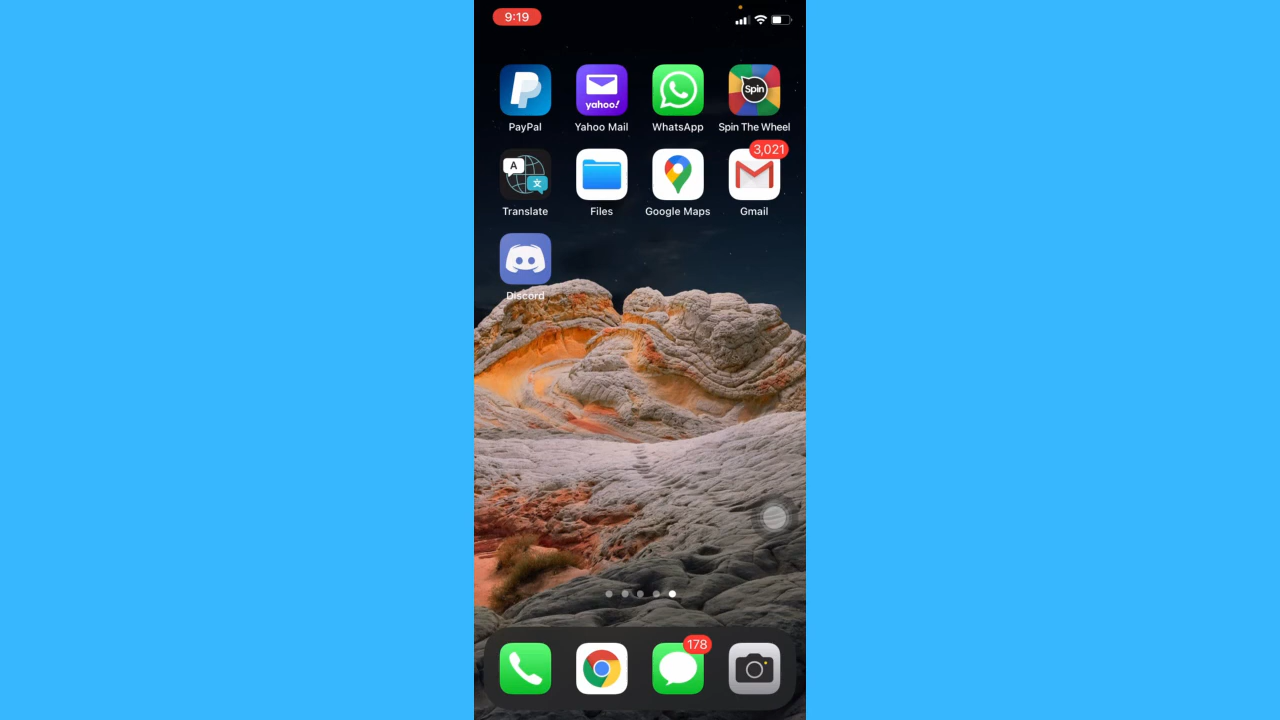 9:19
yahoo!
Spin
PayPal
Yahoo Mail
WhatsApp
Spin The Wheel
3,021
A
文
Translate
Files
Google Maps
Gmail
Discord
178